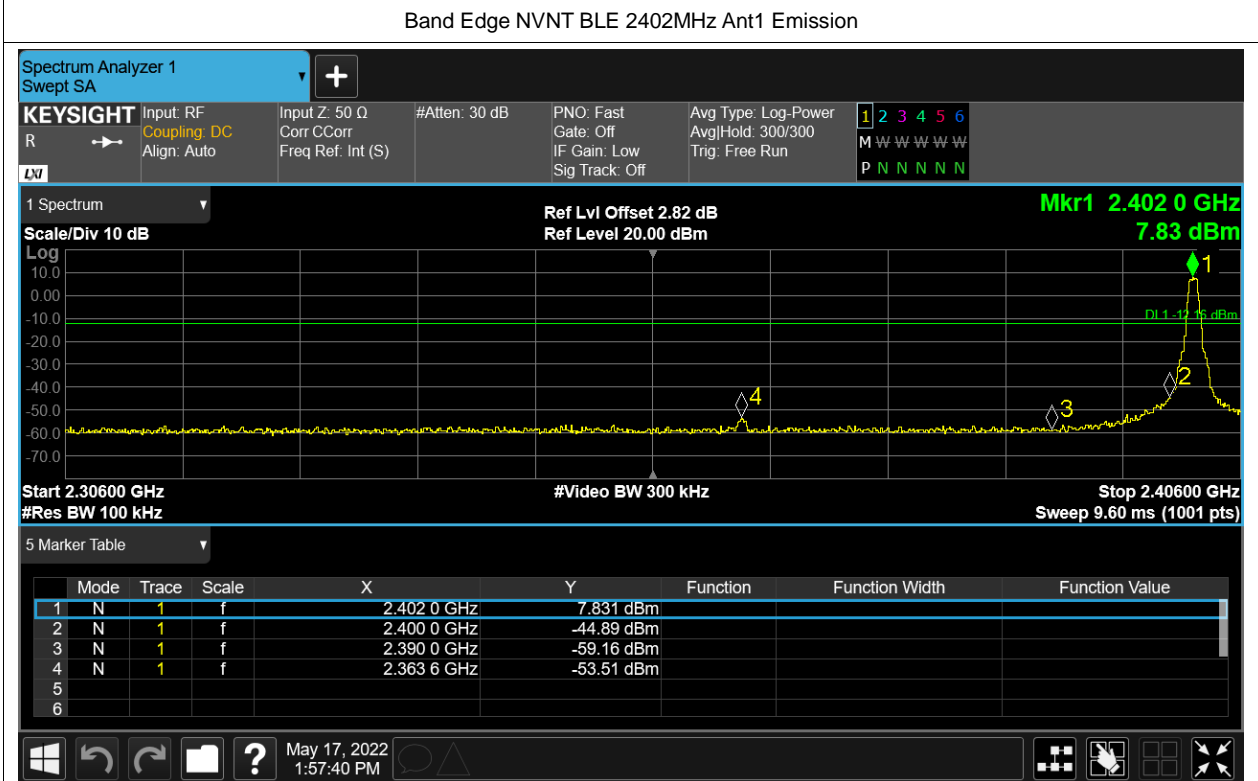 Band Edge NVNT BLE 2402MHz Ant1 Emission
Spectrum Analyzer 1
Swept SA
KEYSIGHT
R
LXI
Input: RF
Coupling: DC
Align: Auto
Input Z: 50 Ω
Corr CCorr
Freq Ref: Int (S)
#Atten: 30 dB
PNO: Fast
Gate: Off
IF Gain: Low
Sig Track: Off
Avg Type: Log-Power
Avg|Hold: 300/300
Trig: Free Run
1 2 3 4 5 6
M W W W W W
P N N N N N
1 Spectrum
Scale/Div 10 dB
Ref Lvl Offset 2.82 dB
Ref Level 20.00 dBm
Mkr1 2.402 0 GHz
7.83 dBm
Log
10.0
0.00
-10.0
-20.0
-30.0
-40.0
-50.0
-60.0
-70.0
1
DL1 -12.16 dBm
2
4
3
Start 2.30600 GHz
#Res BW 100 kHz
#Video BW 300 kHz
Stop 2.40600 GHz
Sweep 9.60 ms (1001 pts)
5 Marker Table
Mode Trace Scale X Y Function Function Width Function Value
1 N 1 f 2.402 0 GHz 7.831 dBm
2 N 1 f 2.400 0 GHz -44.89 dBm
3 N 1 f 2.390 0 GHz -59.16 dBm
4 N 1 f 2.363 6 GHz -53.51 dBm
5
6
?
May 17, 2022
1:57:40 PM